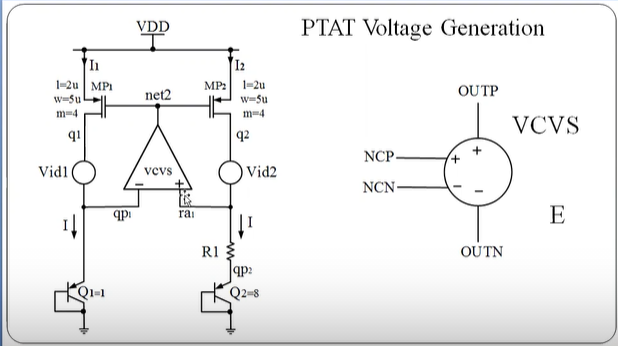 VDD
PTAT Voltage Generation
I1
I2
l=2u
w=5u
m=4
MP1
net2
MP2
l=2u
w=5u
m=4
q1
q2
Vid1
vcvs
Vid2
- +
qp1
ra1
I
I
R1
qp2
Q1=1
Q2=8
OUTP
VCVS
NCP
+ +
NCN
- -
E
OUTN